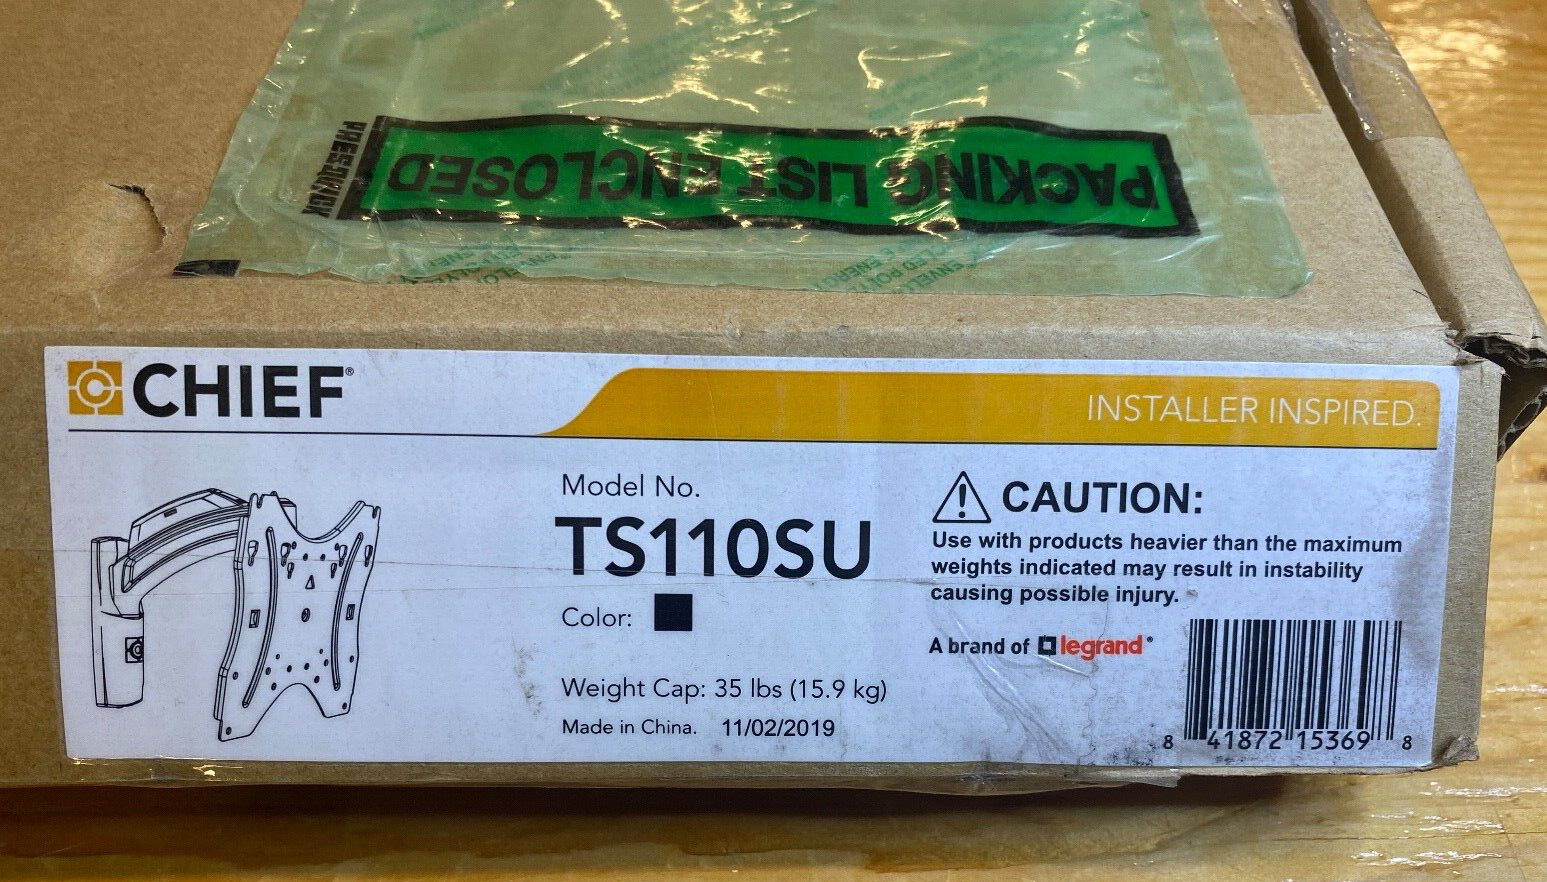 PACKING LIST ENCLOSED
CHIEF®
INSTALLER INSPIRED.
Model No.
TS110SU
Color:
Weight Cap: 35 lbs (15.9 kg)
Made in China. 11/02/2019
CAUTION:
Use with products heavier than the maximum
weights indicated may result in instability
causing possible injury.
A brand of legrand®
8 41872 15369 8